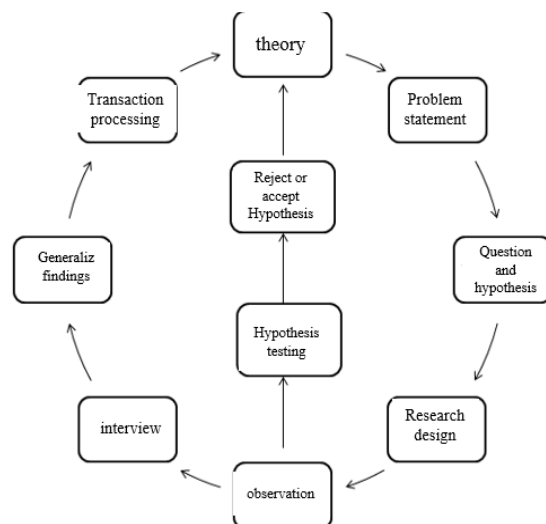 theory
Transaction
processing
Problem
statement
Reject or
accept
Hypothesis
Generaliz
findings
Question
and
hypothesis
Hypothesis
testing
interview
Research
design
observation